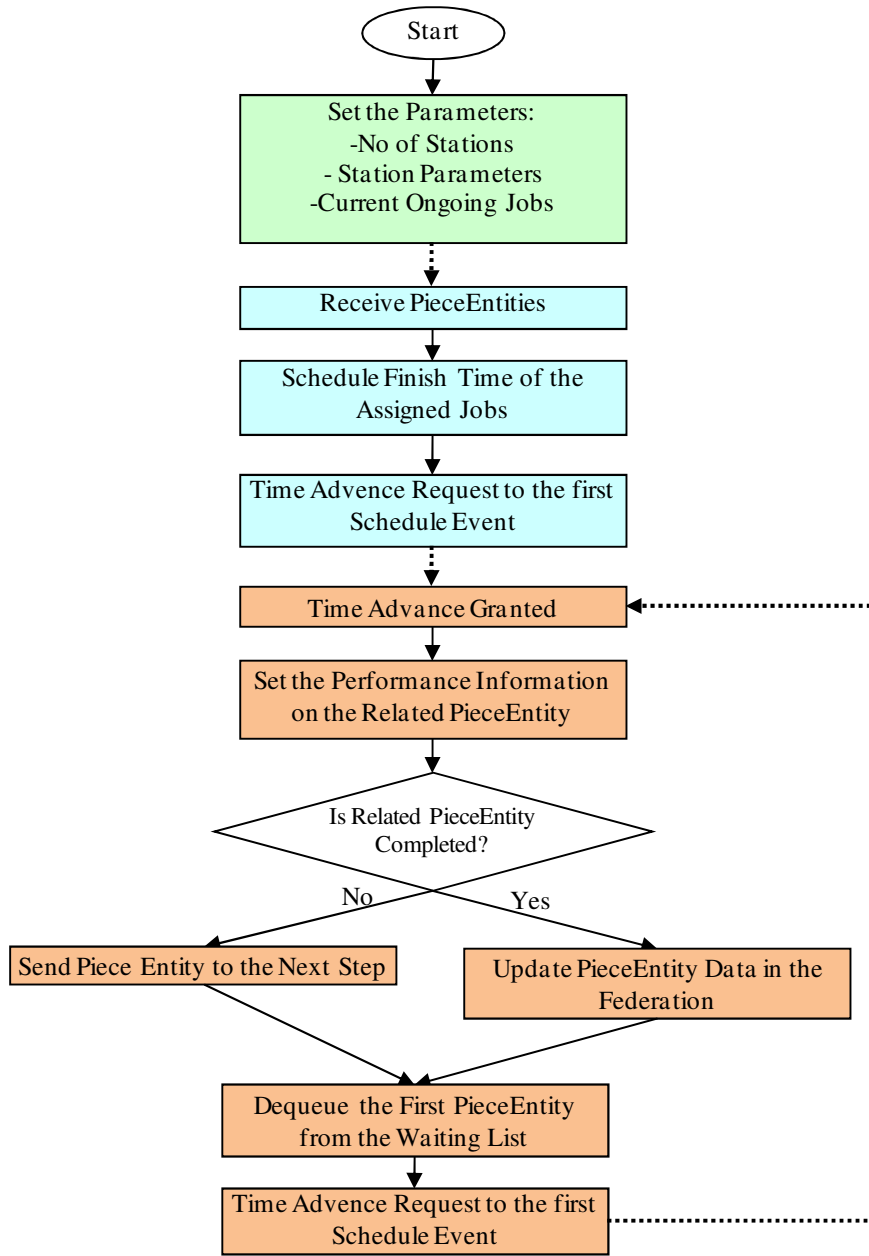 Start
Set the Parameters:
-No of Stations
- Station Parameters
-Current Ongoing Jobs
Receive PieceEntities
Schedule Finish Time of the
Assigned Jobs
Time Advence Request to the first
Schedule Event
Time Advance Granted
Set the Performance Information
on the Related PieceEntity
Is Related PieceEntity
Completed?
No
Yes
Send Piece Entity to the Next Step
Update PieceEntity Data in the
Federation
Dequeue the First PieceEntity
from the Waiting List
Time Advence Request to the first
Schedule Event